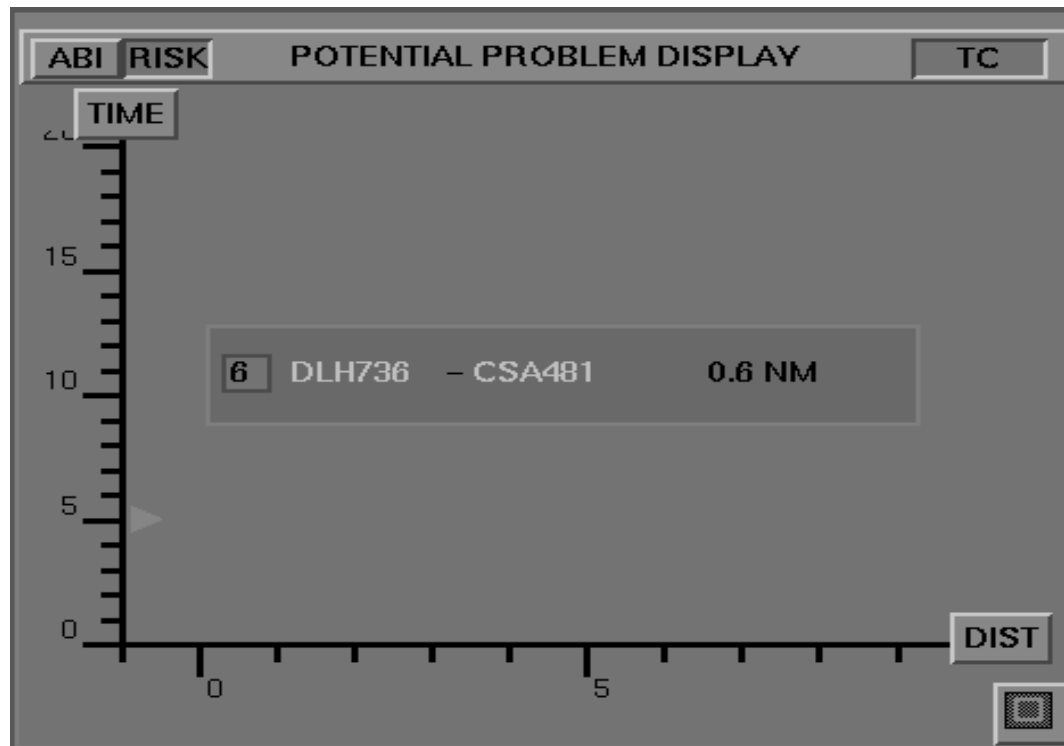 ABI RISK POTENTIAL PROBLEM DISPLAY TC
TIME
15
6 DLH736 - CSA481 0.6 NM
10
5
0
DIST
0 5